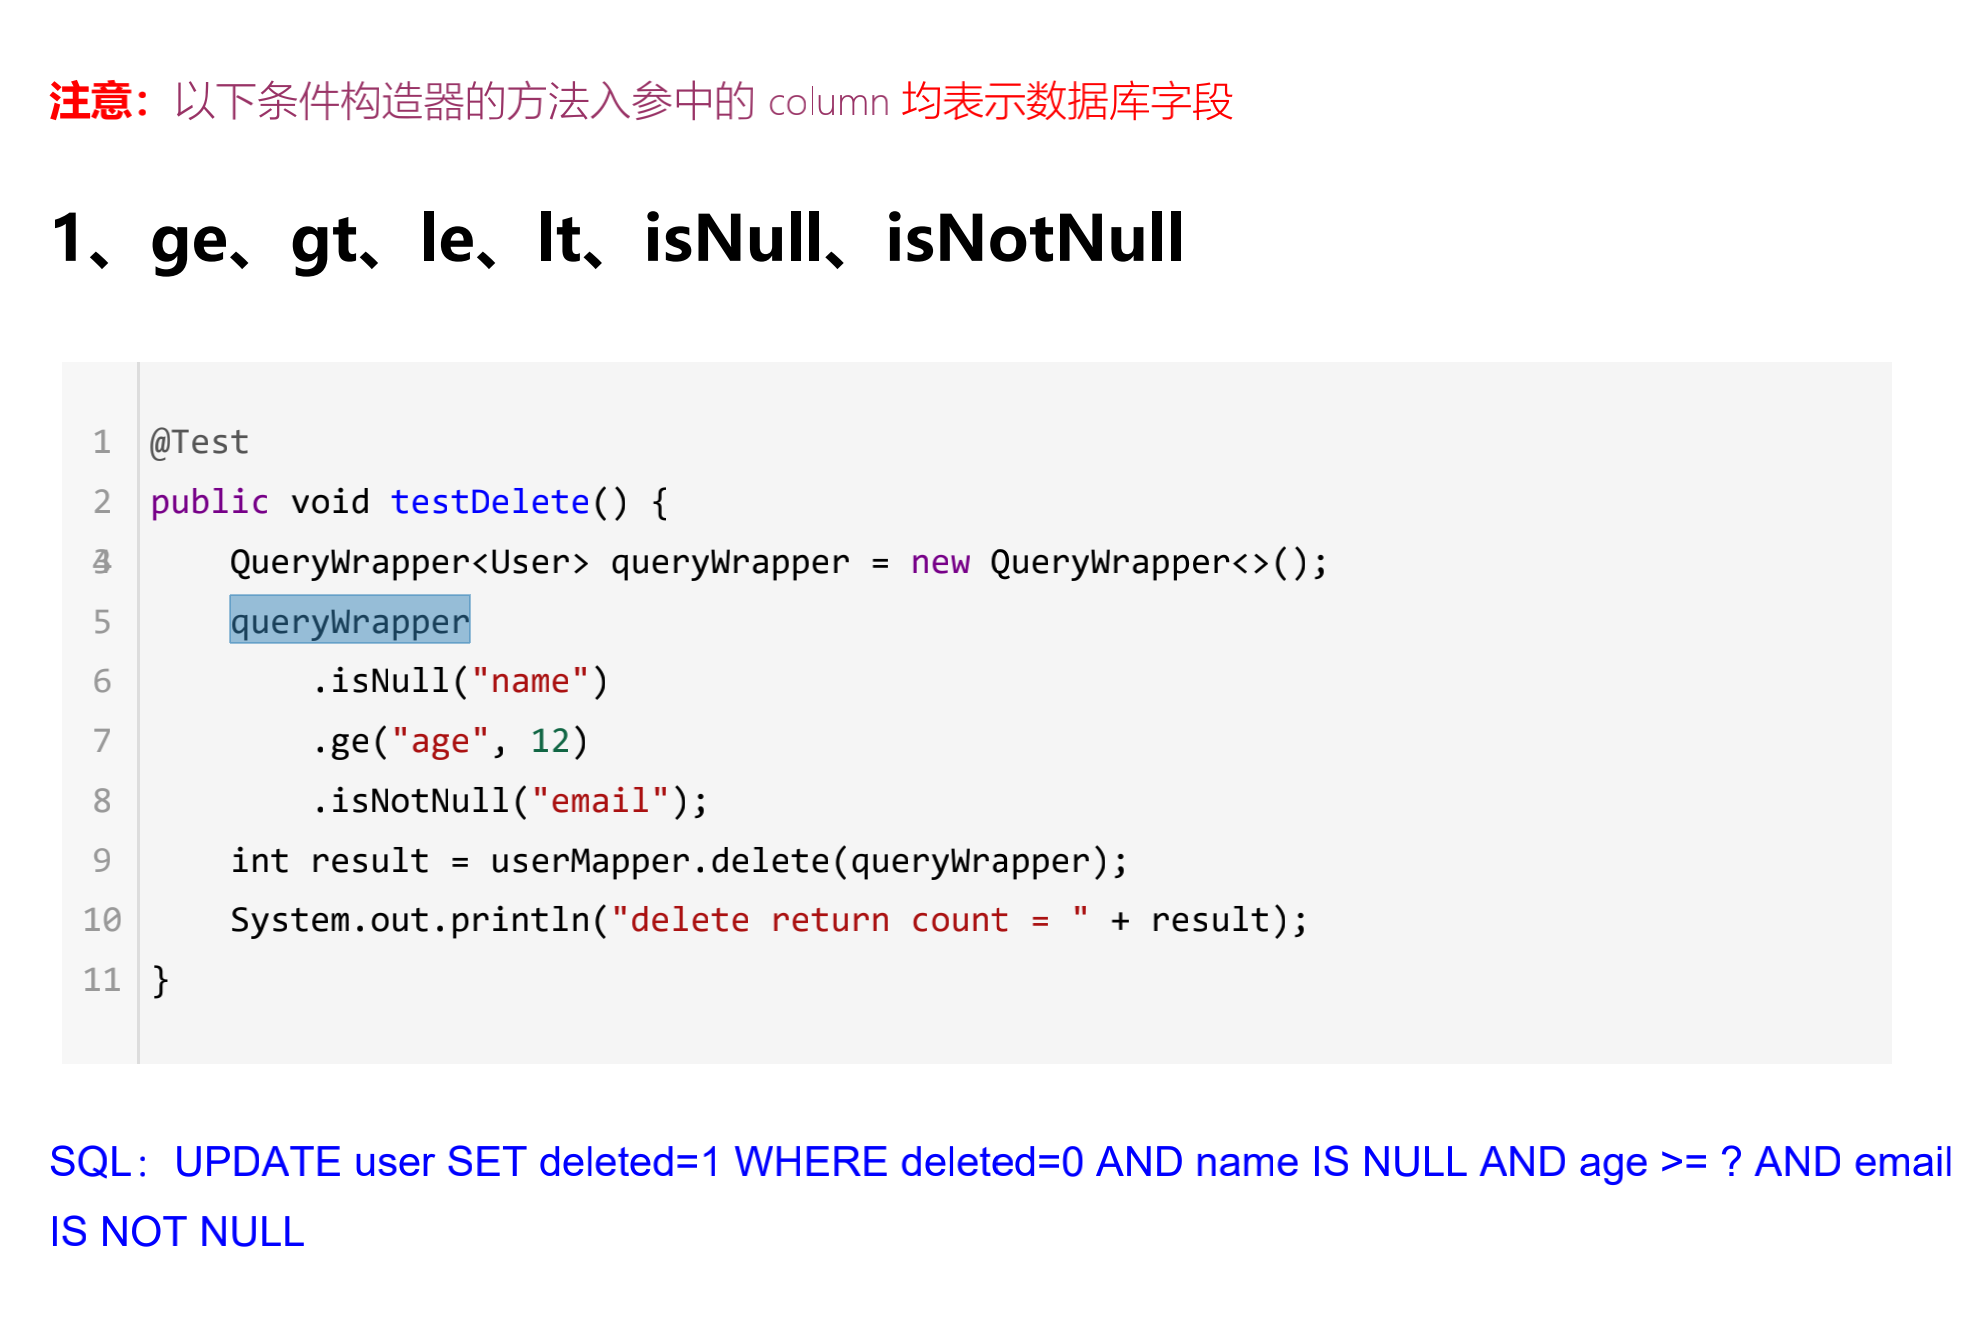 注意：以下条件构造器的方法入参中的 column 均表示数据库字段
1、ge、gt、le、lt、isNull、isNotNull
1 @Test
2 public void testDelete() {
QueryWrapper<User> queryWrapper = new QueryWrapper<>();
5 queryWrapper
6 .isNull("name")
7 .ge("age", 12)
8 .isNotNull("email");
9 int result = userMapper.delete(queryWrapper);
10 System.out.println("delete return count = " + result);
11 }
SQL：UPDATE user SET deleted=1 WHERE deleted=0 AND name IS NULL AND age >= ? AND email
IS NOT NULL